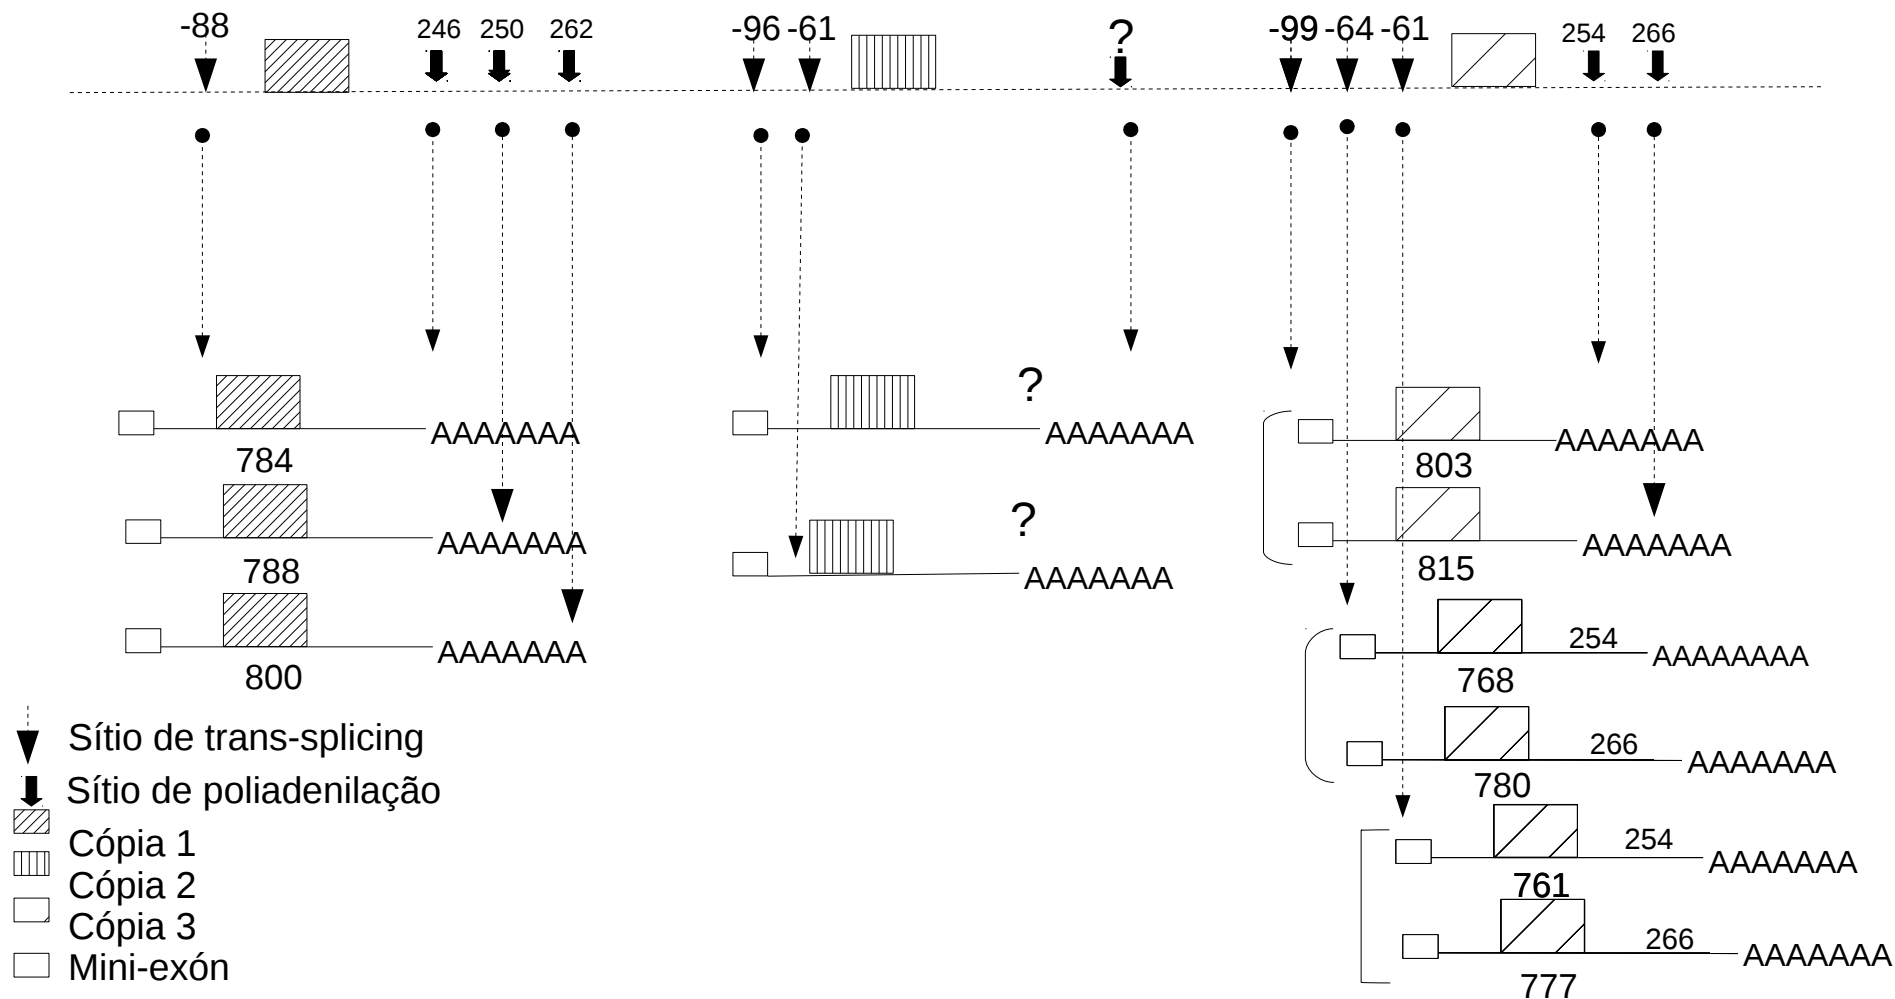 -88 246 250 262 -96 -61 ? -99 -64 -61 254 266
AAAAAAA
784
AAAAAAA
788
AAAAAAA
800
?
AAAAAAA
?
AAAAAAA
AAAAAAA
803
AAAAAAA
815
254
AAAAAAAA
768
266
AAAAAAA
780
254
AAAAAAA
761
266
AAAAAAA
777
Sítio de trans-splicing
Sítio de poliadenilação
Cópia 1
Cópia 2
Cópia 3
Mini-exón